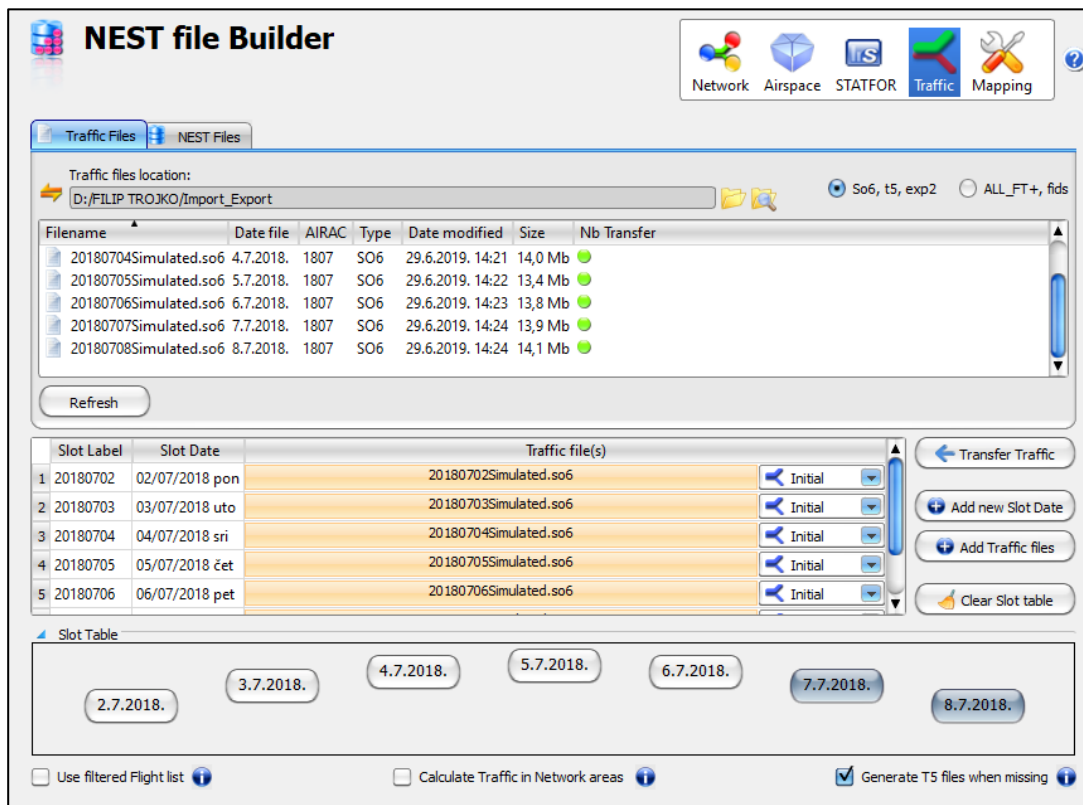 NEST file Builder
Network Airspace STATFOR Traffic Mapping
Traffic Files NEST Files
Traffic files location:
D:/FILIP TROJKO/Import_Export
So6, t5, exp2 ALL_FT+, fids
Filename Date file AIRAC Type Date modified Size Nb Transfer
20180704Simulated.so6 4.7.2018. 1807 SO6 29.6.2019. 14:21 14,0 Mb
20180705Simulated.so6 5.7.2018. 1807 SO6 29.6.2019. 14:22 13,4 Mb
20180706Simulated.so6 6.7.2018. 1807 SO6 29.6.2019. 14:23 13,8 Mb
20180707Simulated.so6 7.7.2018. 1807 SO6 29.6.2019. 14:24 13,9 Mb
20180708Simulated.so6 8.7.2018. 1807 SO6 29.6.2019. 14:24 14,1 Mb
Refresh
Slot Label Slot Date Traffic file(s)
1 20180702 02/07/2018 pon 20180702Simulated.so6 Initial
2 20180703 03/07/2018 uto 20180703Simulated.so6 Initial
3 20180704 04/07/2018 sri 20180704Simulated.so6 Initial
4 20180705 05/07/2018 čet 20180705Simulated.so6 Initial
5 20180706 06/07/2018 pet 20180706Simulated.so6 Initial
Transfer Traffic
Add new Slot Date
Add Traffic files
Clear Slot table
Slot Table
2.7.2018. 3.7.2018. 4.7.2018. 5.7.2018. 6.7.2018. 7.7.2018. 8.7.2018.
Use filtered Flight list Calculate Traffic in Network areas Generate T5 files when missing